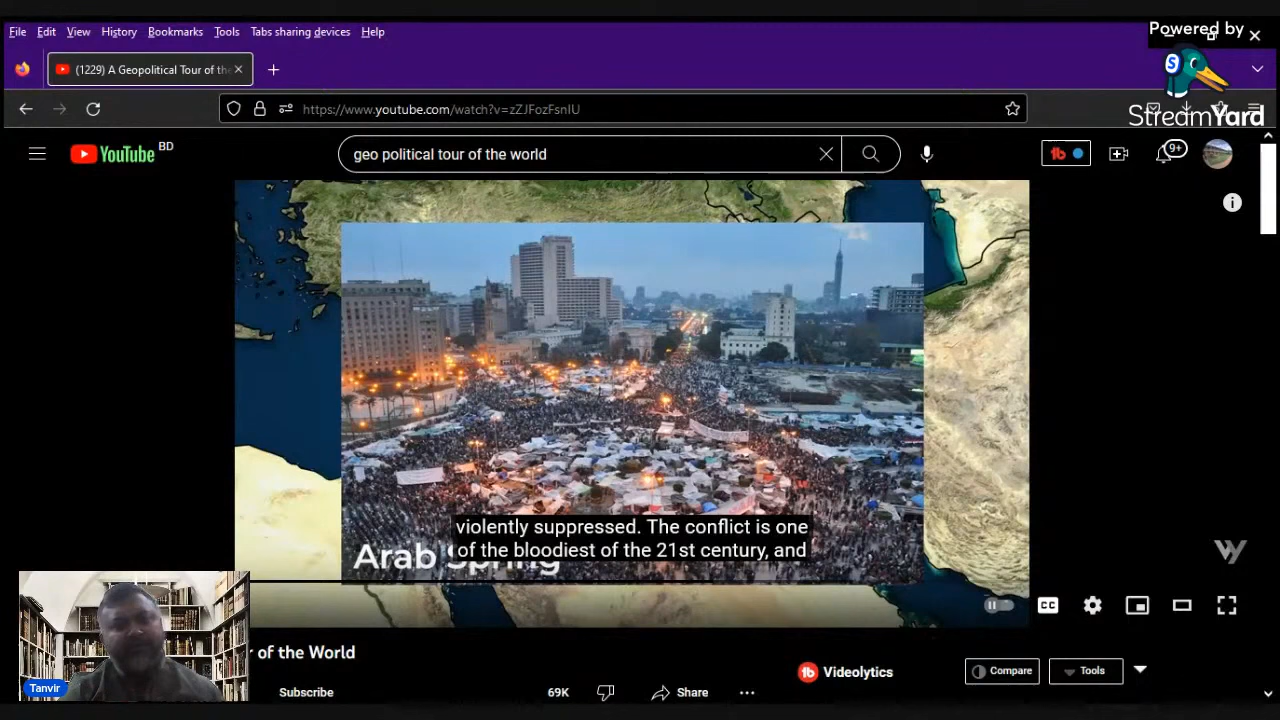 File Edit View History Bookmarks Tools Tabs sharing devices Help
Powered by
(1229) A Geopolitical Tour of the
StreamYard
https://www.youtube.com/watch?v=zZJFozFsnIU
YouTube BD
geo political tour of the world
9+
violently suppressed. The conflict is one
of the bloodiest of the 21st century, and
Arab Spring
CC
of the World
Videolytics
Compare
Tools
Tanvir
Subscribe
69K
Share